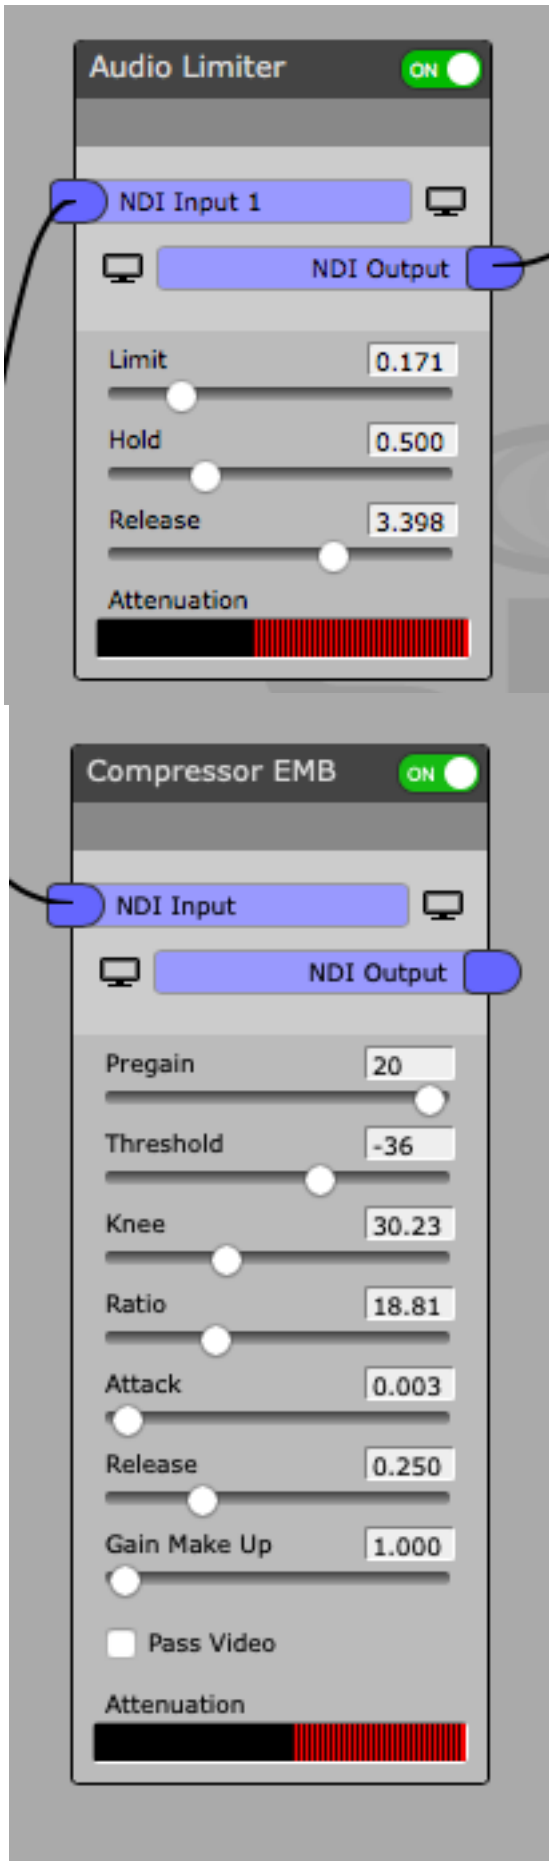 Audio Limiter ON
NDI Input 1
NDI Output
Limit 0.171
Hold 0.500
Release 3.398
Attenuation
Compressor EMB ON
NDI Input
NDI Output
Pregain 20
Threshold -36
Knee 30.23
Ratio 18.81
Attack 0.003
Release 0.250
Gain Make Up 1.000
Pass Video
Attenuation